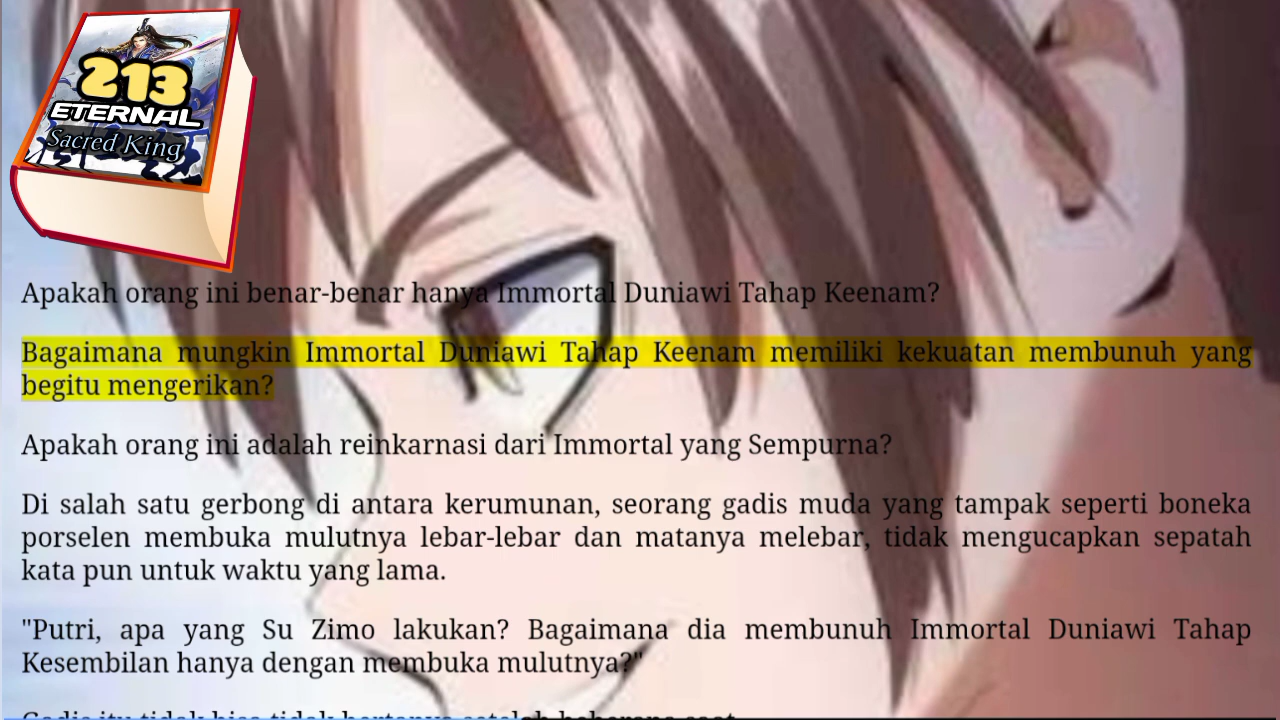 213
ETERNAL
Sacred King
Apakah orang ini benar-benar hanya Immortal Duniawi Tahap Keenam?
Bagaimana mungkin Immortal Duniawi Tahap Keenam memiliki kekuatan membunuh yang
begitu mengerikan?
Apakah orang ini adalah reinkarnasi dari Immortal yang Sempurna?
Di salah satu gerbong di antara kerumunan, seorang gadis muda yang tampak seperti boneka
porselen membuka mulutnya lebar-lebar dan matanya melebar, tidak mengucapkan sepatah
kata pun untuk waktu yang lama.
"Putri, apa yang Su Zimo lakukan? Bagaimana dia membunuh Immortal Duniawi Tahap
Kesembilan hanya dengan membuka mulutnya?"